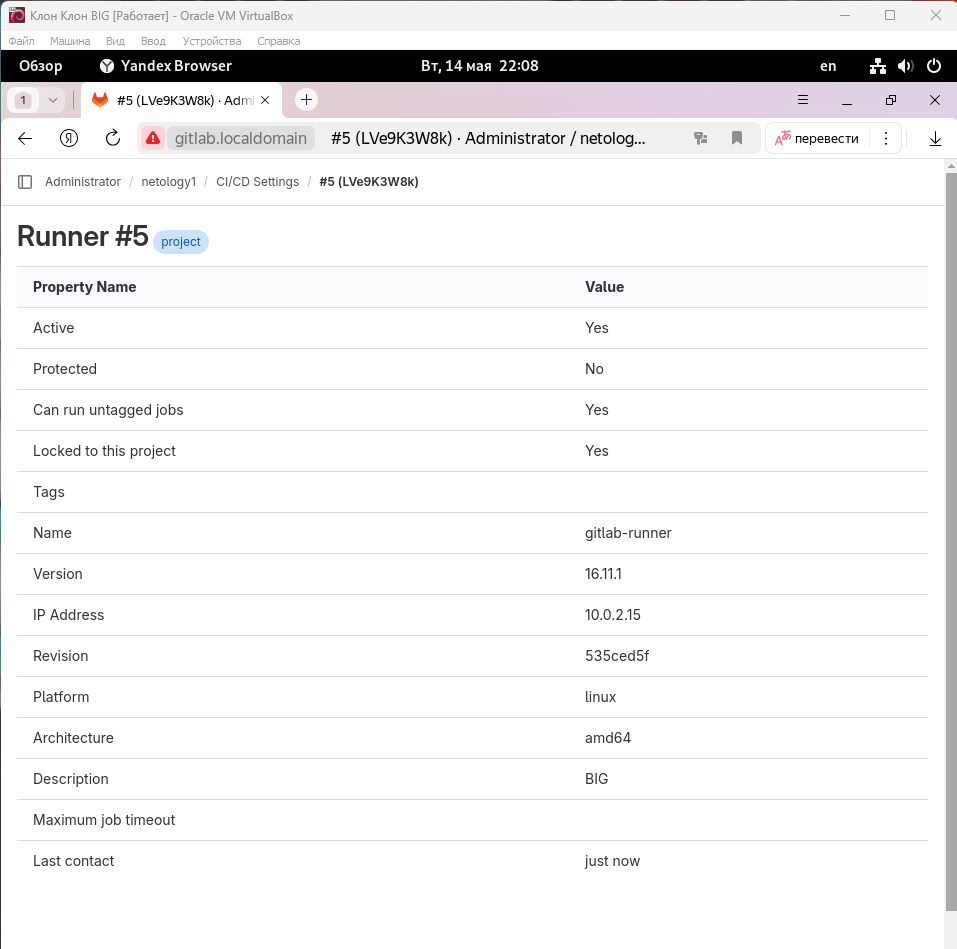 Клон Клон BIG [Работает] - Oracle VM VirtualBox
Файл Машина Вид Ввод Устройства Справка
Обзор Yandex Browser Вт, 14 мая 22:08 en
1 #5 (LVe9K3W8k) · Admi
gitlab.localdomain #5 (LVe9K3W8k) · Administrator / netolog... перевести
Administrator / netology1 / CI/CD Settings / #5 (LVe9K3W8k)
Runner #5 project
Property Name Value
Active Yes
Protected No
Can run untagged jobs Yes
Locked to this project Yes
Tags
Name gitlab-runner
Version 16.11.1
IP Address 10.0.2.15
Revision 535ced5f
Platform linux
Architecture amd64
Description BIG
Maximum job timeout
Last contact just now